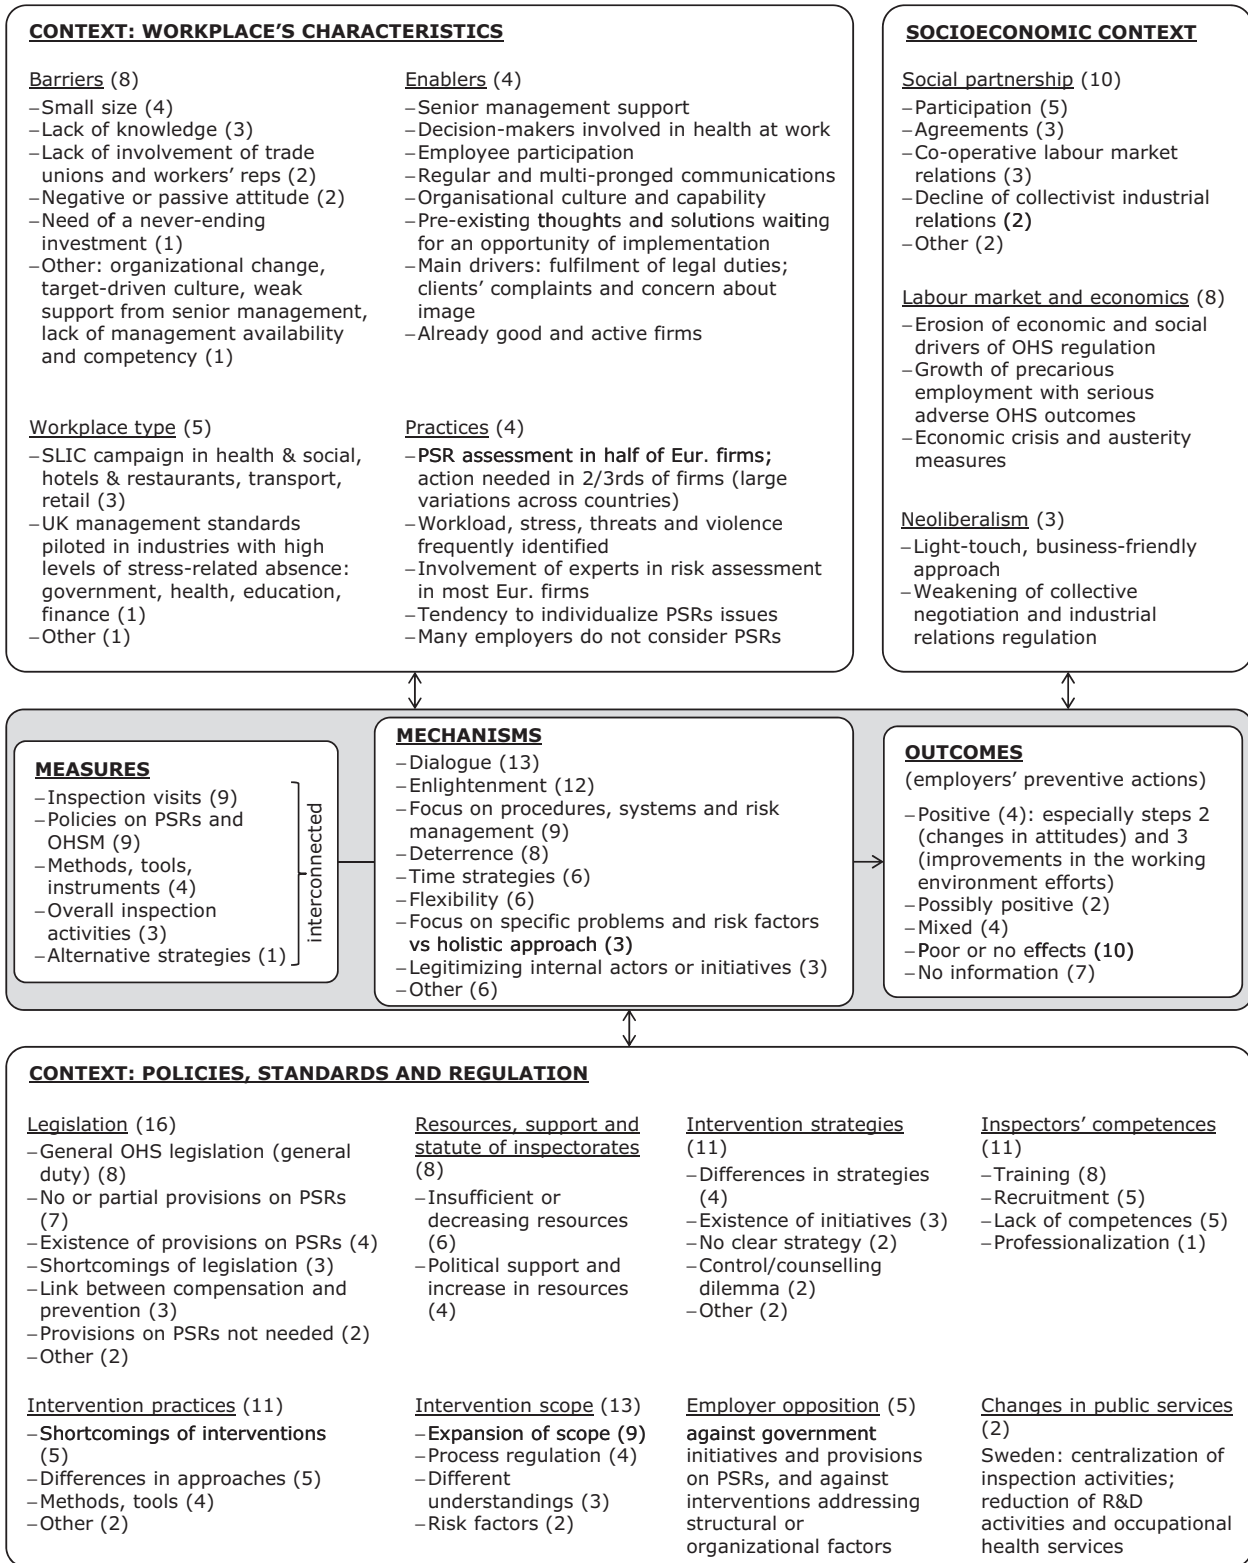 CONTEXT: WORKPLACE'S CHARACTERISTICS
Barriers (8)
–Small size (4)
–Lack of knowledge (3)
–Lack of involvement of trade
unions and workers' reps (2)
–Negative or passive attitude (2)
–Need of a never-ending
investment (1)
–Other: organizational change,
target-driven culture, weak
support from senior management,
lack of management availability
and competency (1)
Enablers (4)
–Senior management support
–Decision-makers involved in health at work
–Employee participation
–Regular and multi-pronged communications
–Organisational culture and capability
–Pre-existing thoughts and solutions waiting
for an opportunity of implementation
–Main drivers: fulfilment of legal duties;
clients' complaints and concern about
image
–Already good and active firms
Workplace type (5)
–SLIC campaign in health & social,
hotels & restaurants, transport,
retail (3)
–UK management standards
piloted in industries with high
levels of stress-related absence:
government, health, education,
finance (1)
–Other (1)
Practices (4)
–PSR assessment in half of Eur. firms;
action needed in 2/3rds of firms (large
variations across countries)
–Workload, stress, threats and violence
frequently identified
–Involvement of experts in risk assessment
in most Eur. firms
–Tendency to individualize PSRs issues
–Many employers do not consider PSRs
SOCIOECONOMIC CONTEXT
Social partnership (10)
–Participation (5)
–Agreements (3)
–Co-operative labour market
relations (3)
–Decline of collectivist industrial
relations (2)
–Other (2)
Labour market and economics (8)
–Erosion of economic and social
drivers of OHS regulation
–Growth of precarious
employment with serious
adverse OHS outcomes
–Economic crisis and austerity
measures
Neoliberalism (3)
–Light-touch, business-friendly
approach
–Weakening of collective
negotiation and industrial
relations regulation
MEASURES
–Inspection visits (9)
–Policies on PSRs and
OHSM (9)
–Methods, tools,
instruments (4)
–Overall inspection
activities (3)
–Alternative strategies (1)
interconnected
MECHANISMS
–Dialogue (13)
–Enlightenment (12)
–Focus on procedures, systems and risk
management (9)
–Deterrence (8)
–Time strategies (6)
–Flexibility (6)
–Focus on specific problems and risk factors
vs holistic approach (3)
–Legitimizing internal actors or initiatives (3)
–Other (6)
OUTCOMES
(employers' preventive actions)
–Positive (4): especially steps 2
(changes in attitudes) and 3
(improvements in the working
environment efforts)
–Possibly positive (2)
–Mixed (4)
–Poor or no effects (10)
–No information (7)
CONTEXT: POLICIES, STANDARDS AND REGULATION
Legislation (16)
–General OHS legislation (general
duty) (8)
–No or partial provisions on PSRs
(7)
–Existence of provisions on PSRs (4)
–Shortcomings of legislation (3)
–Link between compensation and
prevention (3)
–Provisions on PSRs not needed (2)
–Other (2)
Resources, support and
statute of inspectorates
(8)
–Insufficient or
decreasing resources
(6)
–Political support and
increase in resources
(4)
Intervention strategies
(11)
–Differences in strategies
(4)
–Existence of initiatives (3)
–No clear strategy (2)
–Control/counselling
dilemma (2)
–Other (2)
Inspectors' competences
(11)
–Training (8)
–Recruitment (5)
–Lack of competences (5)
–Professionalization (1)
Intervention practices (11)
–Shortcomings of interventions
(5)
–Differences in approaches (5)
–Methods, tools (4)
–Other (2)
Intervention scope (13)
–Expansion of scope (9)
–Process regulation (4)
–Different
understandings (3)
–Risk factors (2)
Employer opposition (5)
against government
initiatives and provisions
on PSRs, and against
interventions addressing
structural or
organizational factors
Changes in public services
(2)
Sweden: centralization of
inspection activities;
reduction of R&D
activities and occupational
health services